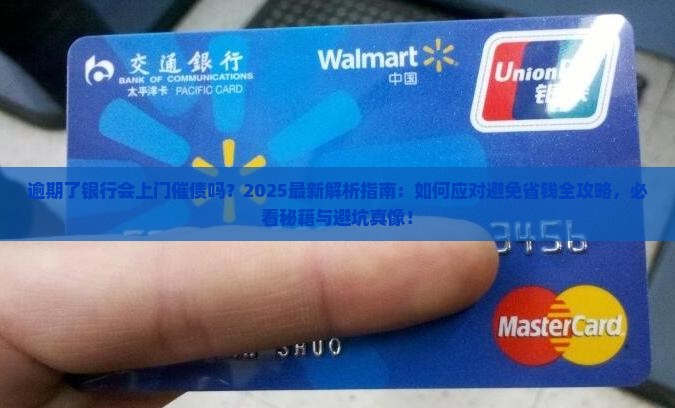 交通銀行
BANK OF COMMUNICATIONS
太平洋卡 PACIFIC CARD
Walmart
中国
UnionPay
银联
逾期了银行会上门催债吗？2025最新解析指南：如何应对避免省钱全攻略，必
看秘籍与避坑真像！
3456
SHUO
MasterCard